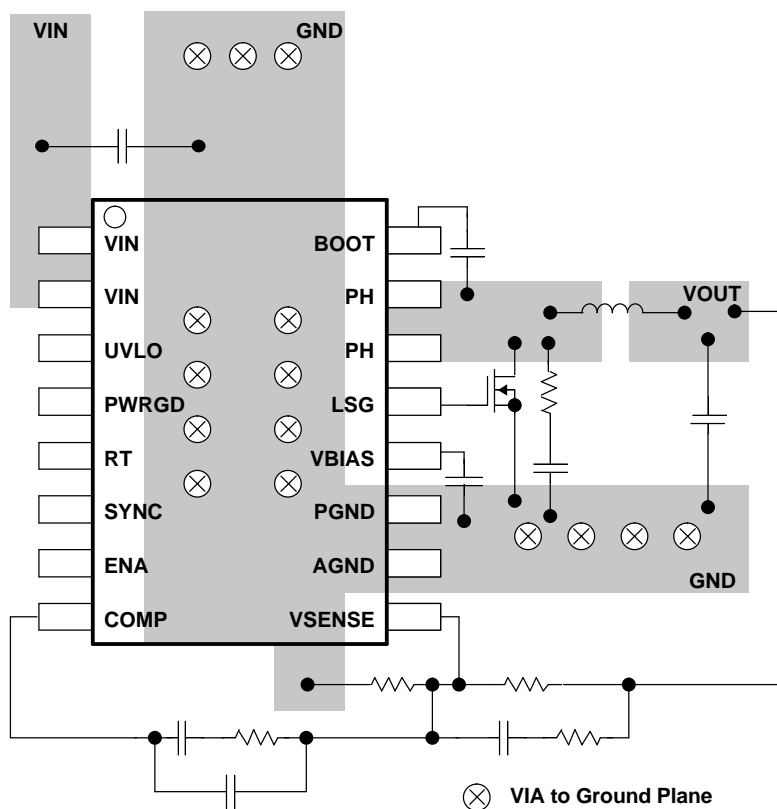 VIN
GND
VIN
BOOT
VIN
PH
VOUT
UVLO
PH
PWRGD
LSG
RT
VBIAS
SYNC
PGND
ENA
AGND
GND
COMP
VSENSE
VIA to Ground Plane